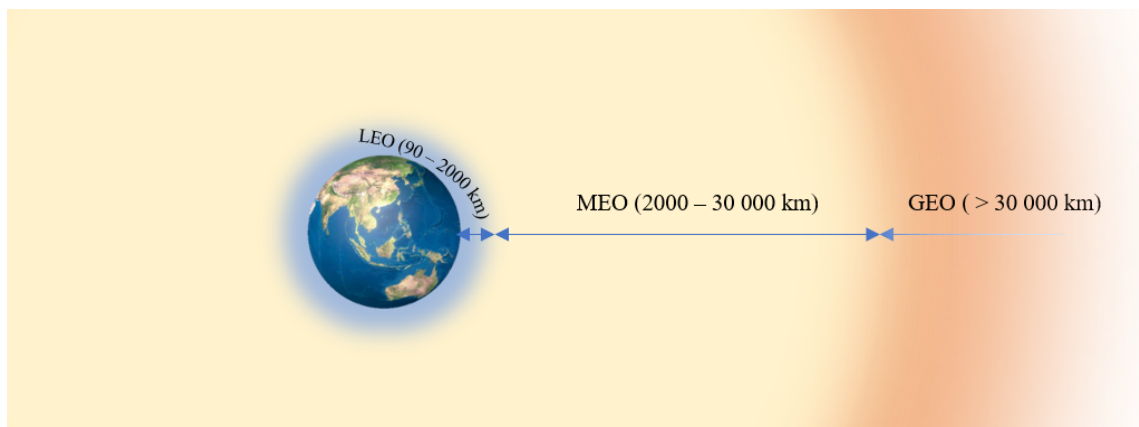 LEO (90 – 2000 km)
MEO (2000 – 30 000 km)
GEO ( > 30 000 km)